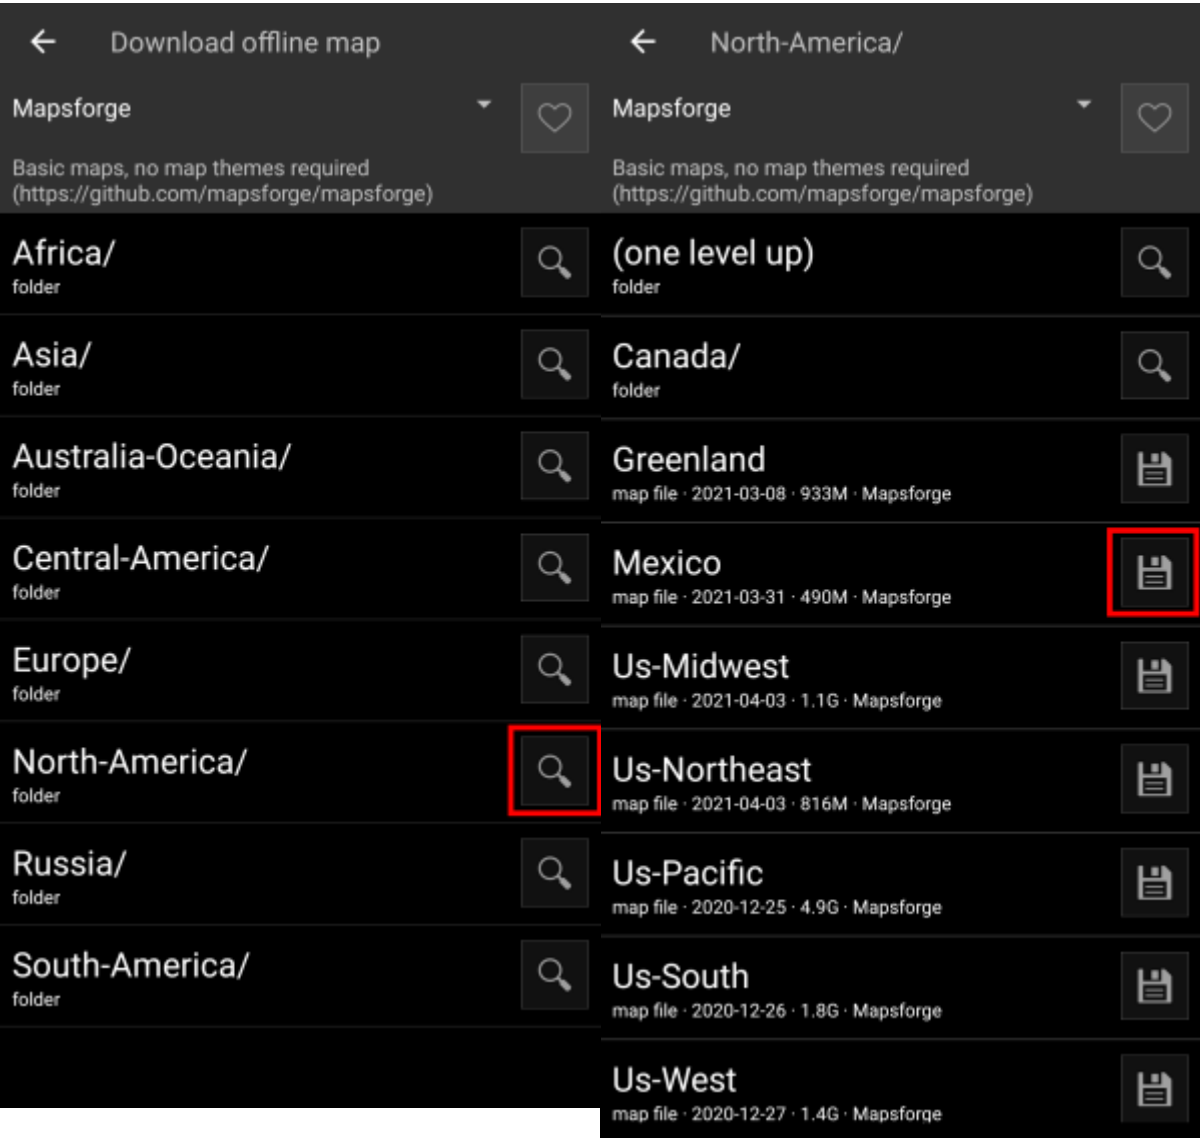 Download offline map
Mapsforge
Basic maps, no map themes required
(https://github.com/mapsforge/mapsforge)
Africa/
folder
Asia/
folder
Australia-Oceania/
folder
Central-America/
folder
Europe/
folder
North-America/
folder
Russia/
folder
South-America/
folder
North-America/
Mapsforge
Basic maps, no map themes required
(https://github.com/mapsforge/mapsforge)
(one level up)
folder
Canada/
folder
Greenland
map file · 2021-03-08 · 933M · Mapsforge
Mexico
map file · 2021-03-31 · 490M · Mapsforge
Us-Midwest
map file · 2021-04-03 · 1.1G · Mapsforge
Us-Northeast
map file · 2021-04-03 · 816M · Mapsforge
Us-Pacific
map file · 2020-12-25 · 4.9G · Mapsforge
Us-South
map file · 2020-12-26 · 1.8G · Mapsforge
Us-West
map file · 2020-12-27 · 1.4G · Mapsforge